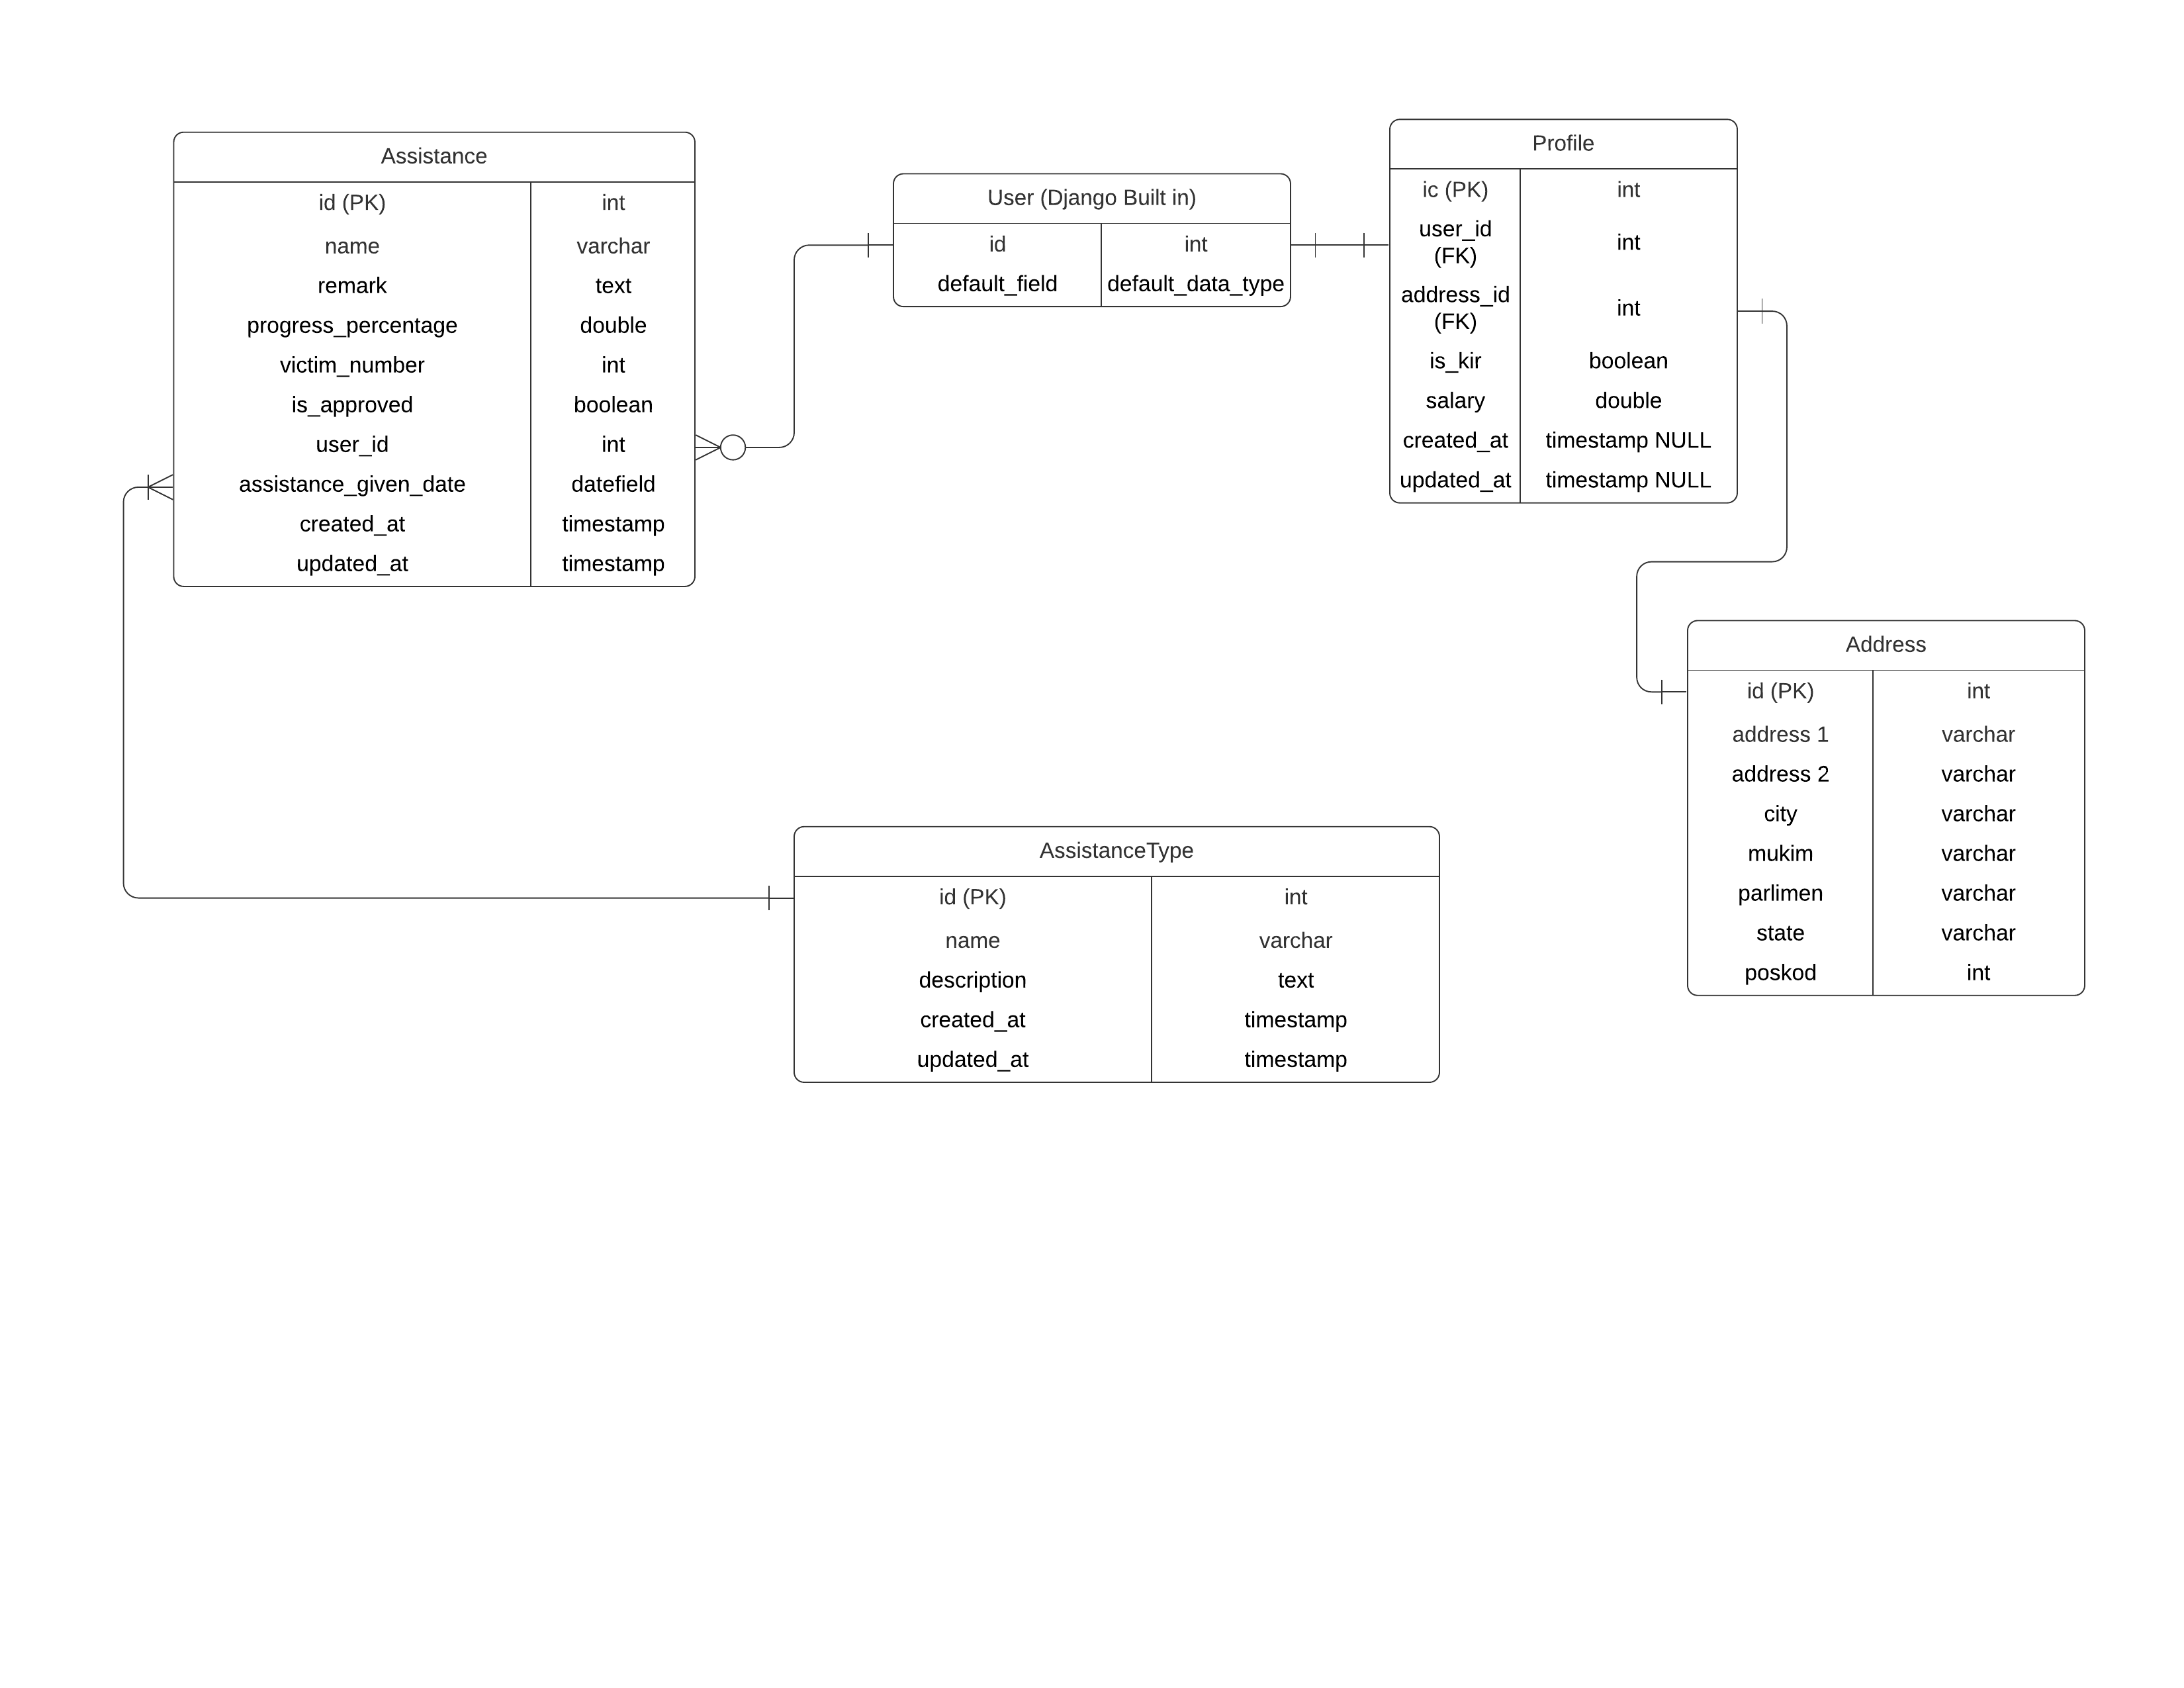 Assistance
id (PK) int
name varchar
remark text
progress_percentage double
victim_number int
is_approved boolean
user_id int
assistance_given_date datefield
created_at timestamp
updated_at timestamp
User (Django Built in)
id int
default_field default_data_type
Profile
ic (PK) int
user_id
(FK) int
address_id
(FK) int
is_kir boolean
salary double
created_at timestamp NULL
updated_at timestamp NULL
Address
id (PK) int
address 1 varchar
address 2 varchar
city varchar
mukim varchar
parlimen varchar
state varchar
poskod int
AssistanceType
id (PK) int
name varchar
description text
created_at timestamp
updated_at timestamp